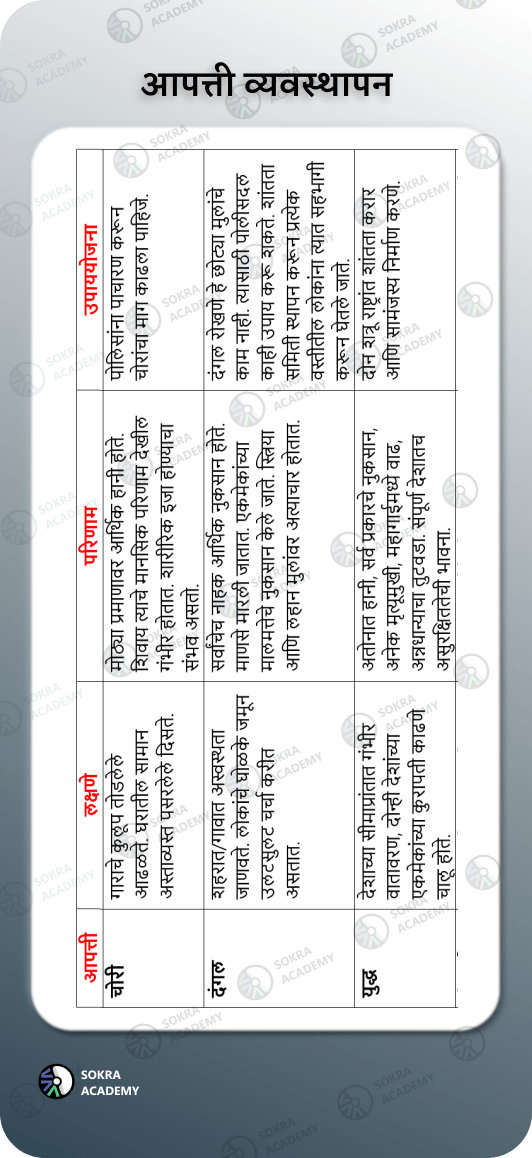 आपत्ती व्यवस्थापन
आपत्ती
लक्षणे
परिणाम
उपाययोजना
चोरी
गाराचे कुलूप तोडलेले
आढळते. घरातील सामान
अस्ताव्यस्त पसरलेले दिसते.
मोठ्या प्रमाणावर आर्थिक हानी होते.
शिवाय त्याचे मानसिक परिणाम देखील
गंभीर होतात. शारीरिक इजा होण्याचा
संभव असतो.
पोलिसांना पाचारण करून
चोरांचा माग काढला पाहिजे.
दंगल
शहरात/गावात अस्वस्थता
जाणवते. लोकांचे घोळके जमून
उलटसुलट चर्चा करीत
असतात.
सर्वांचेच नाहक आर्थिक नुकसान होते.
माणसे मारली जातात. एकमेकांच्या
मालमत्तेचे नुकसान केले जाते. स्त्रिया
आणि लहान मुलांवर अत्याचार होतात.
दंगल रोखणे हे छोट्या मुलांचे
काम नाही. त्यासाठी पोलीसदल
काही उपाय करू शकते. शांतता
समिती स्थापन करून प्रत्येक
वस्तीतील लोकांना त्यात सहभागी
करून घेतले जाते.
युद्ध
देशाच्या सीमाप्रांतात गंभीर
वातावरण, दोन्ही देशांच्या
एकमेकांच्या कुरापती काढणे
चालू होते.
अतोनात हानी, सर्व प्रकारचे नुकसान,
अनेक मृत्यूमुखी, महागाईमध्ये वाढ,
अन्नधान्याचा तुटवडा. संपूर्ण देशातच
असुरक्षिततेची भावना.
दोन शत्रू राष्ट्रांत शांतता करार
आणि सामंजस्य निर्माण करणे.
SOKRA
ACADEMY